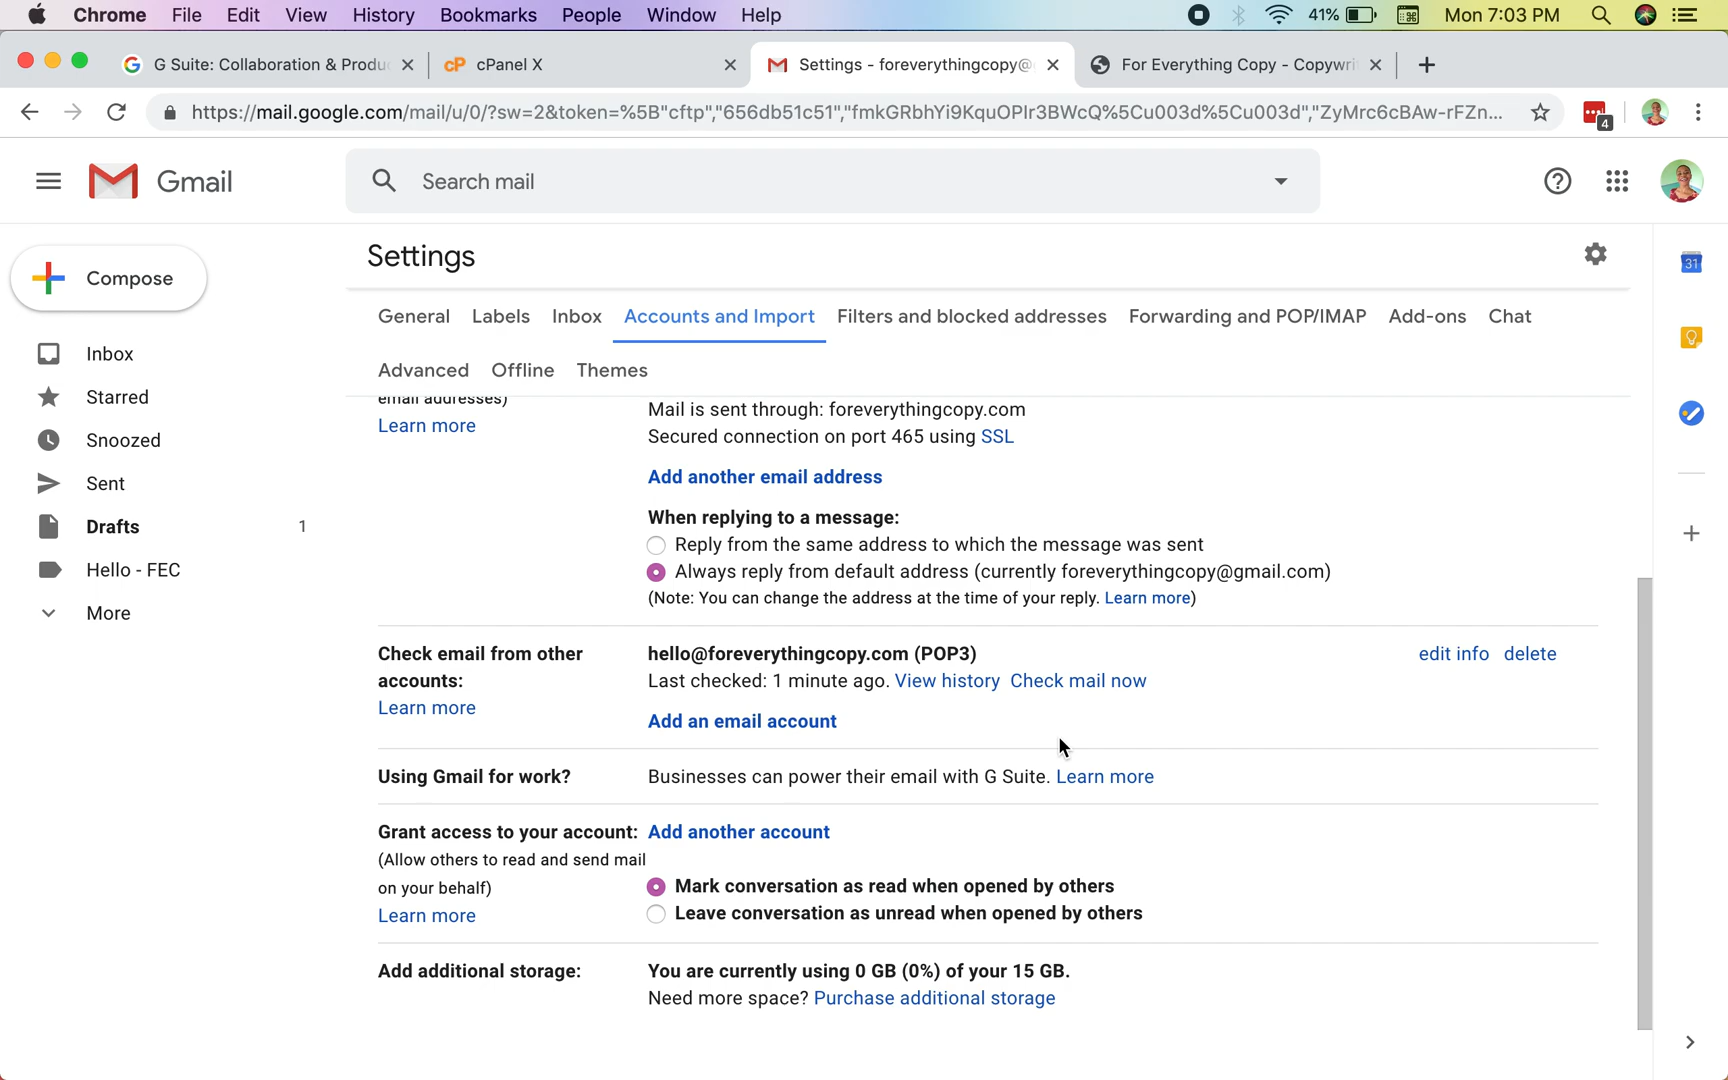 Chrome File Edit View History Bookmarks People Window Help 41% Mon 7:03 PM
G Suite: Collaboration & Produ cPanel X Settings - foreverythingcopy@ For Everything Copy - Copywri
https://mail.google.com/mail/u/0/?sw=2&token=%5B"cftp","656db51c51","fmkGRbhYi9KquOPIr3BWcQ%5Cu003d%5Cu003d","ZyMrc6cBAw-rFZn... 4
Gmail Search mail
Settings
Compose
General Labels Inbox Accounts and Import Filters and blocked addresses Forwarding and POP/IMAP Add-ons Chat
Advanced Offline Themes
Inbox
Starred
Snoozed
Sent
Drafts 1
Hello - FEC
More
email addresses)
Learn more
Mail is sent through: foreverythingcopy.com
Secured connection on port 465 using SSL
Add another email address
When replying to a message:
Reply from the same address to which the message was sent
Always reply from default address (currently foreverythingcopy@gmail.com)
(Note: You can change the address at the time of your reply. Learn more)
Check email from other
accounts:
Learn more
hello@foreverythingcopy.com (POP3) edit info delete
Last checked: 1 minute ago. View history Check mail now
Add an email account
Using Gmail for work? Businesses can power their email with G Suite. Learn more
Grant access to your account: Add another account
(Allow others to read and send mail
on your behalf)
Learn more
Mark conversation as read when opened by others
Leave conversation as unread when opened by others
Add additional storage: You are currently using 0 GB (0%) of your 15 GB.
Need more space? Purchase additional storage
31